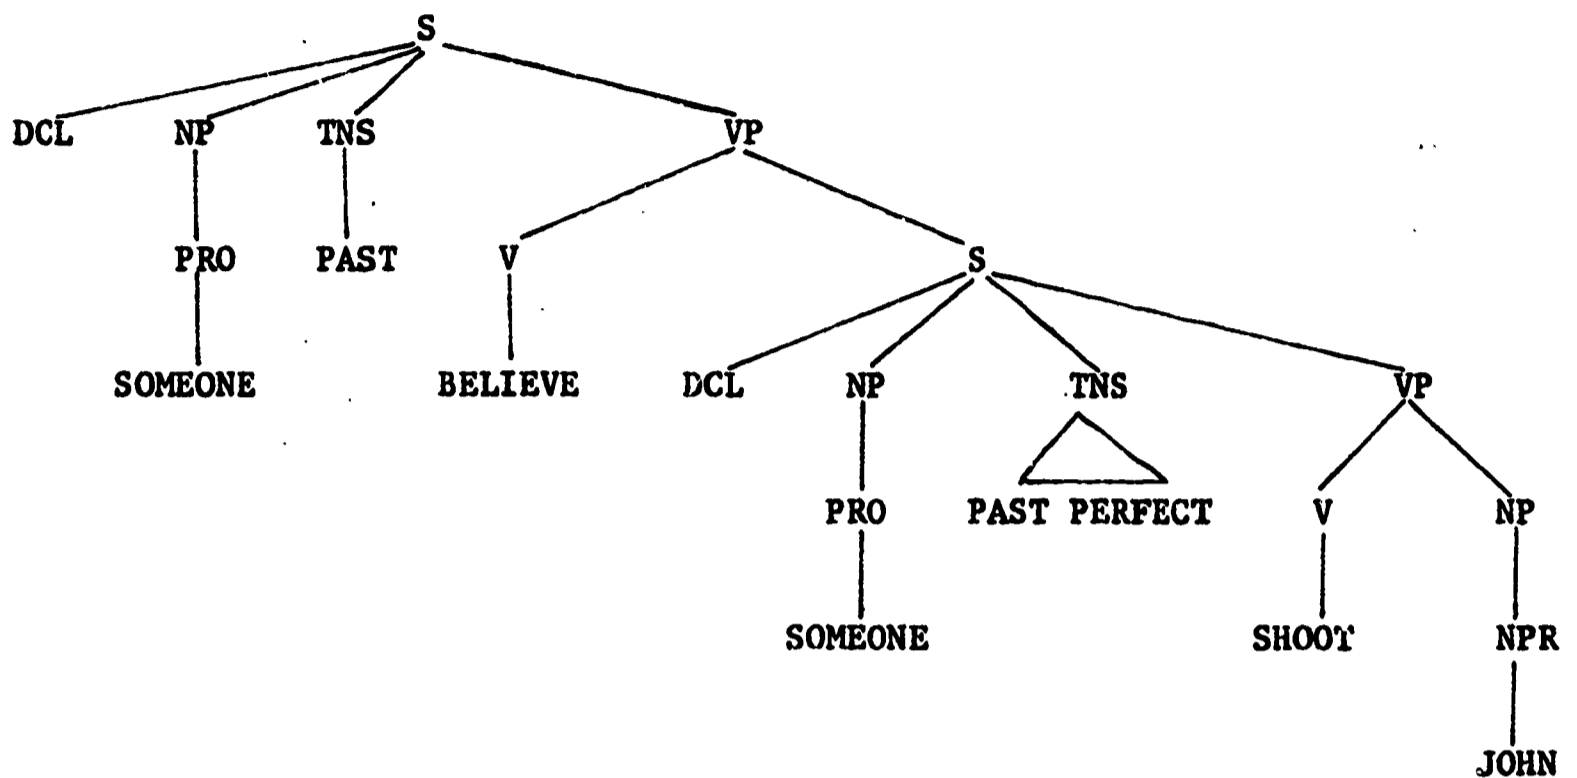 S
DCL NP TNS VP
PRO PAST V S
SOMEONE BELIEVE DCL NP TNS VP
PRO PAST PERFECT V NP
SOMEONE SHOOT NPR
JOHN